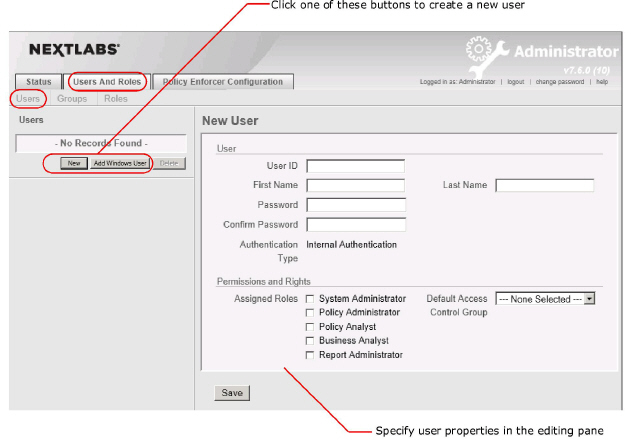 Click one of these buttons to create a new user
NEXTLABS
Administrator
v7.6.0 (10)
Status Users And Roles Policy Enforcer Configuration
Logged in as: Administrator | logout | change password | help
Users Groups Roles
Users
- No Records Found -
New Add Windows User Delete
New User
User
User ID
First Name Last Name
Password
Confirm Password
Authentication Internal Authentication
Type
Permissions and Rights
Assigned Roles System Administrator Default Access --- None Selected ---
Policy Administrator Control Group
Policy Analyst
Business Analyst
Report Administrator
Save
Specify user properties in the editing pane